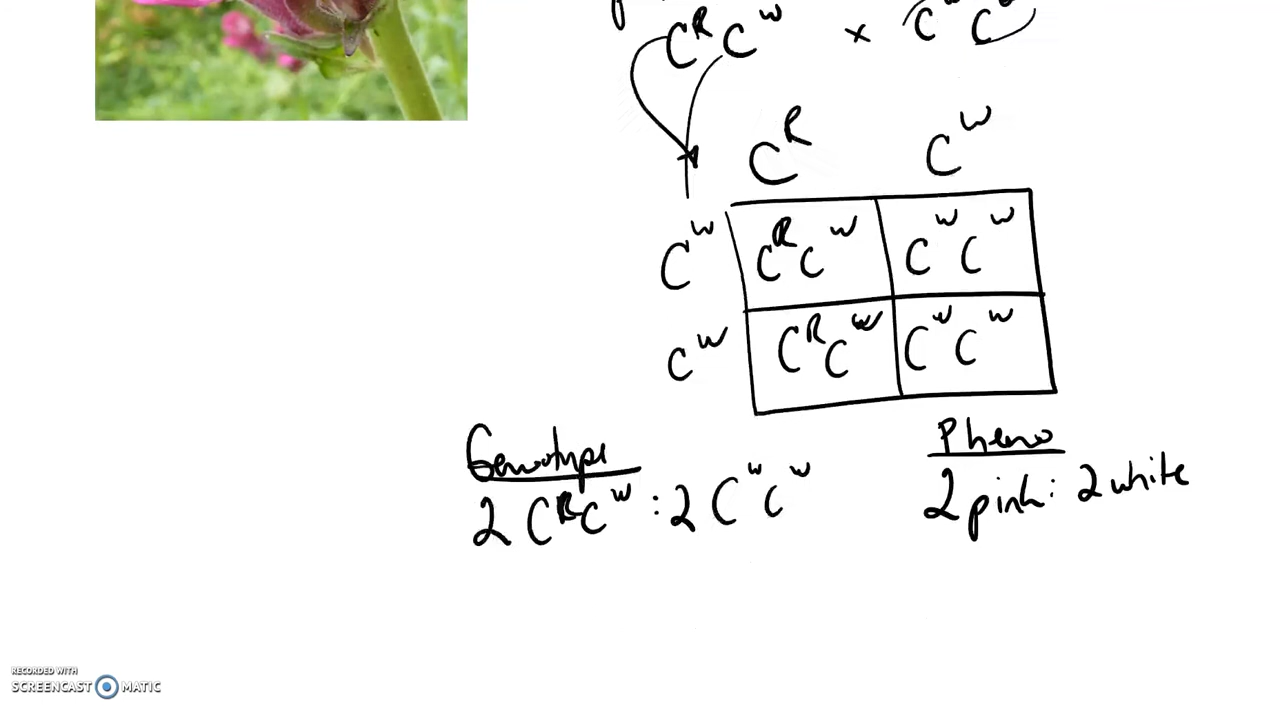 C^R C^W x C^W C
C^R C^W
C^W C^R C^W C^W C^W
C^W C^R C^W C^W C^W
Genotype Pheno
2 C^R C^W : 2 C^W C^W 2 pink : 2 white
RECORDED WITH
SCREENCAST MATIC